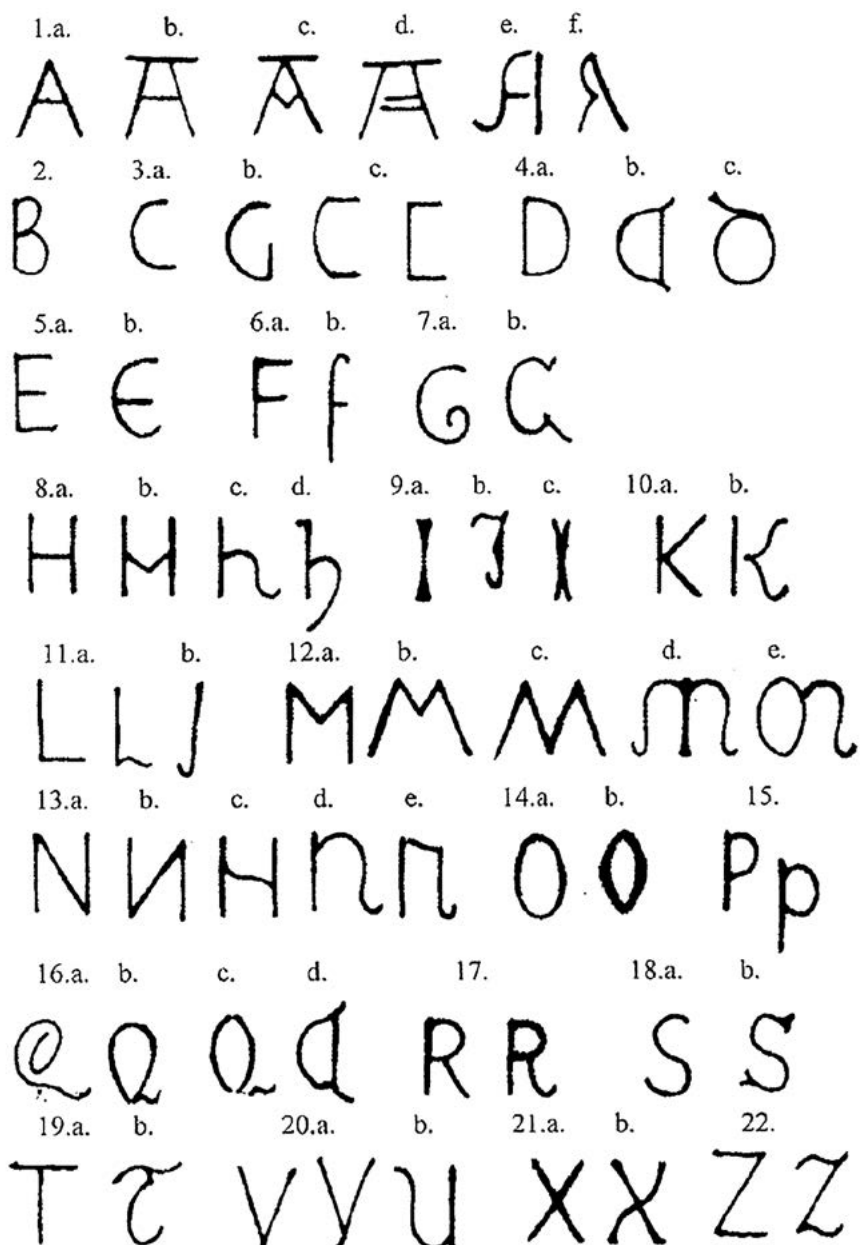 1.a. b. c. d. e. f.
A A A A A A
2. 3.a. b. c. 4.a. b. c.
B C G C C D D D
5.a. b. 6.a. b. 7.a. b.
E E F F G G
8.a. b. c. d. 9.a. b. c. 10.a. b.
H H h h I I I K K
11.a. b. 12.a. b. c. d. e.
L L J M M M M M
13.a. b. c. d. e. 14.a. b. 15.
N N N n n O O P p
16.a. b. c. d. 17. 18.a. b.
Q Q Q Q R R S S
19.a. b. 20.a. b. 21.a. b. 22.
T T V V U X X Z Z